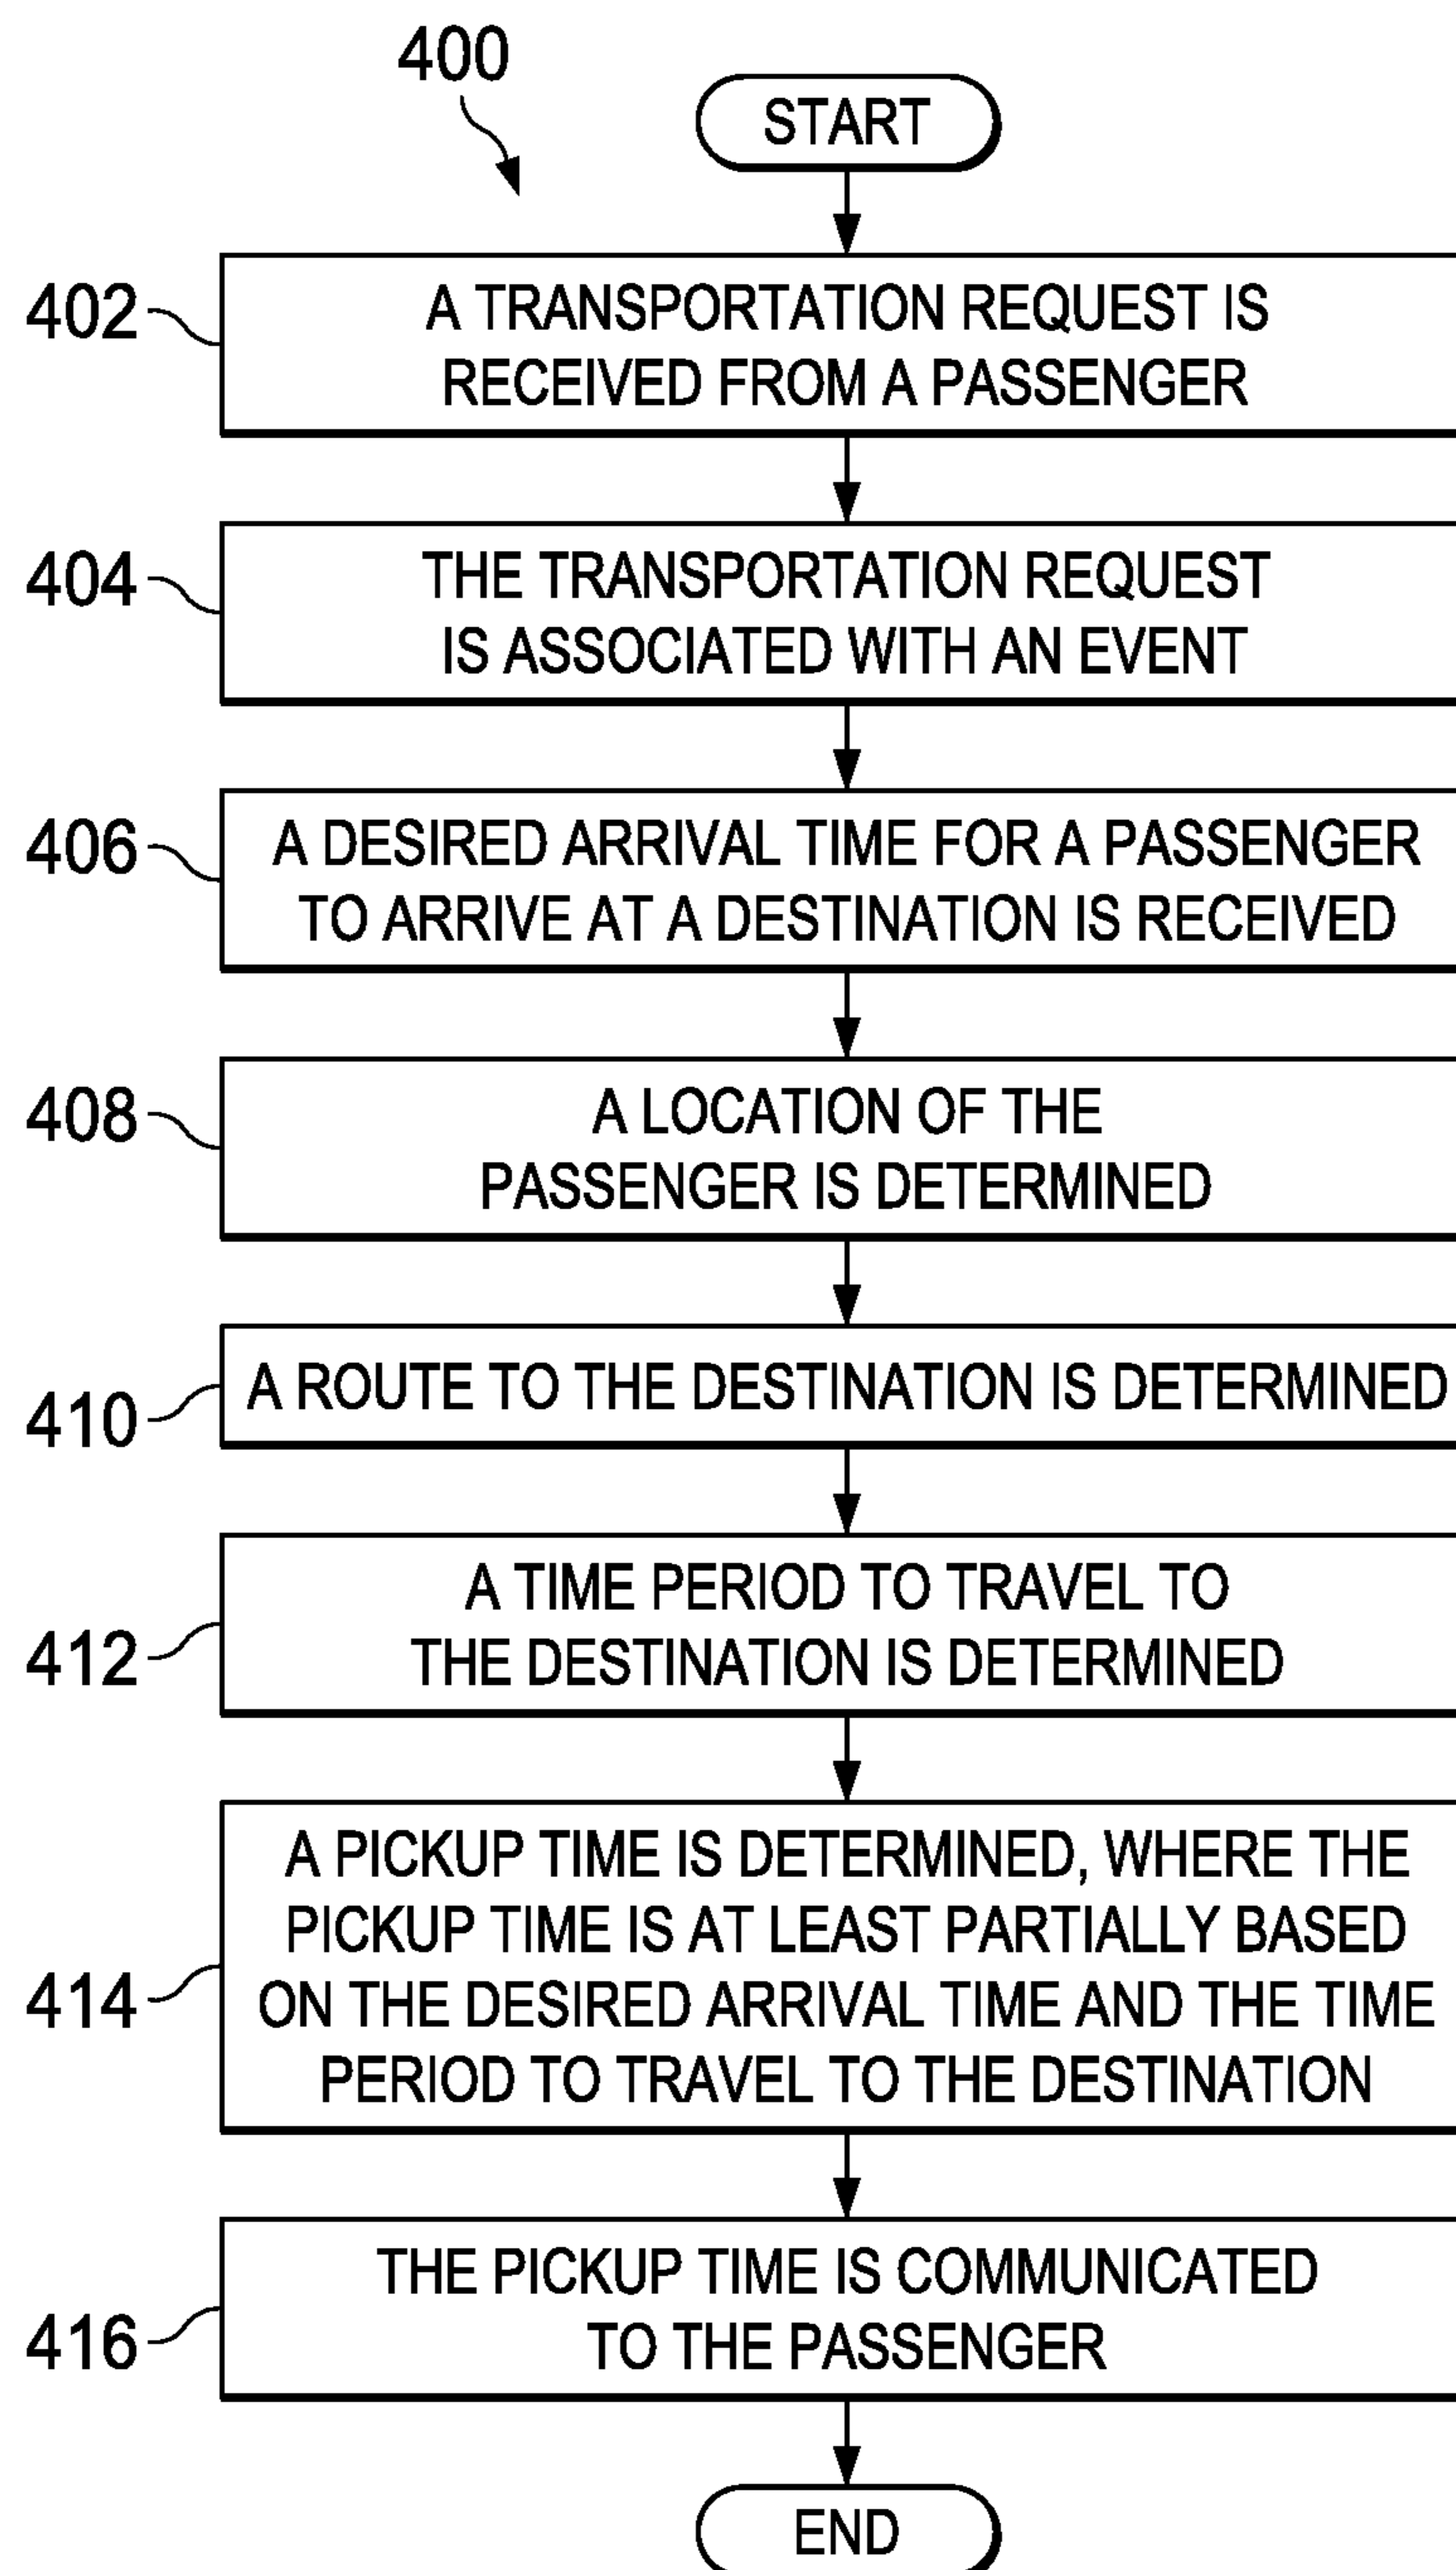 400
START
402
A TRANSPORTATION REQUEST IS
RECEIVED FROM A PASSENGER
404
THE TRANSPORTATION REQUEST
IS ASSOCIATED WITH AN EVENT
406
A DESIRED ARRIVAL TIME FOR A PASSENGER
TO ARRIVE AT A DESTINATION IS RECEIVED
408
A LOCATION OF THE
PASSENGER IS DETERMINED
410
A ROUTE TO THE DESTINATION IS DETERMINED
412
A TIME PERIOD TO TRAVEL TO
THE DESTINATION IS DETERMINED
414
A PICKUP TIME IS DETERMINED, WHERE THE
PICKUP TIME IS AT LEAST PARTIALLY BASED
ON THE DESIRED ARRIVAL TIME AND THE TIME
PERIOD TO TRAVEL TO THE DESTINATION
416
THE PICKUP TIME IS COMMUNICATED
TO THE PASSENGER
END